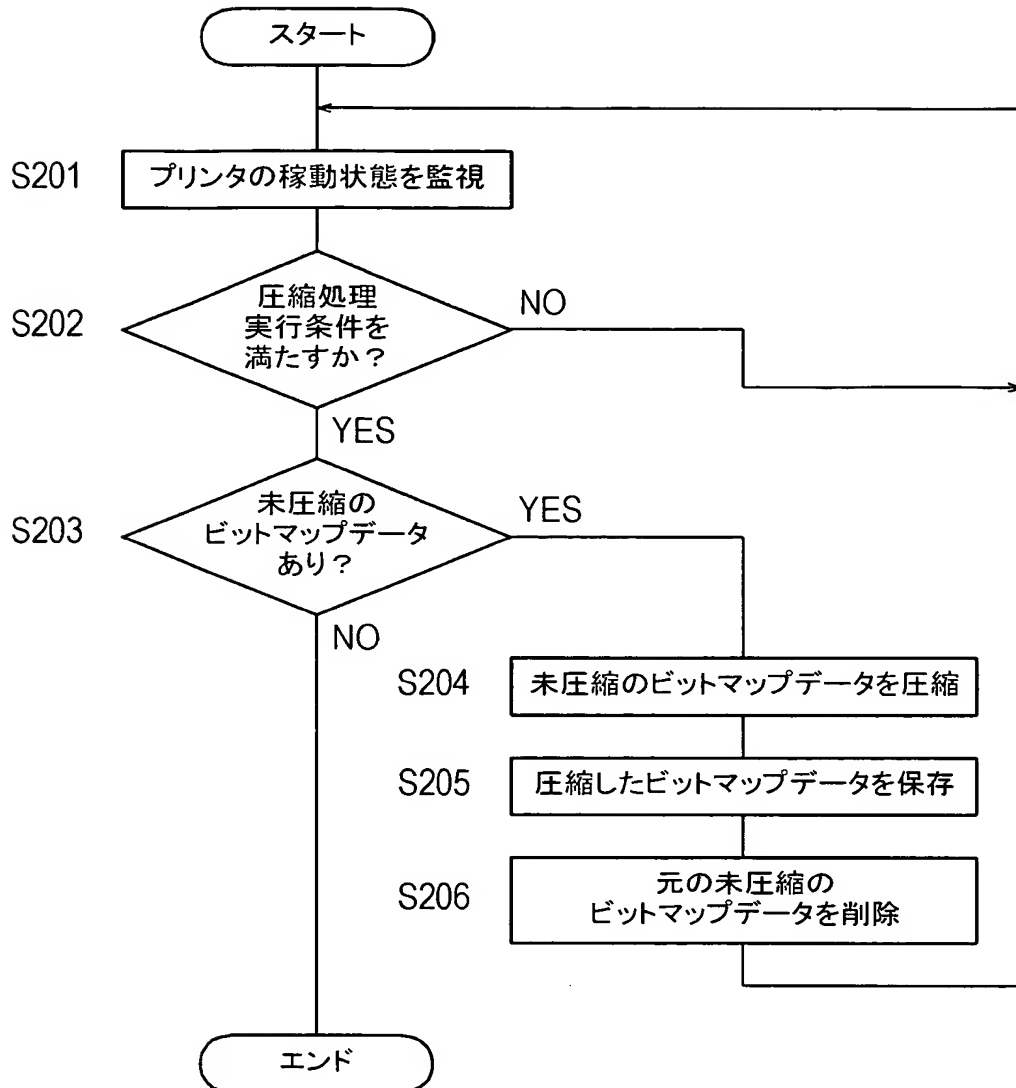 スタート
S201
プリンタの稼動状態を監視
S202
圧縮処理
実行条件を
満たすか？
NO
YES
S203
未圧縮の
ビットマップデータ
あり？
YES
NO
S204
未圧縮のビットマップデータを圧縮
S205
圧縮したビットマップデータを保存
S206
元の未圧縮の
ビットマップデータを削除
エンド